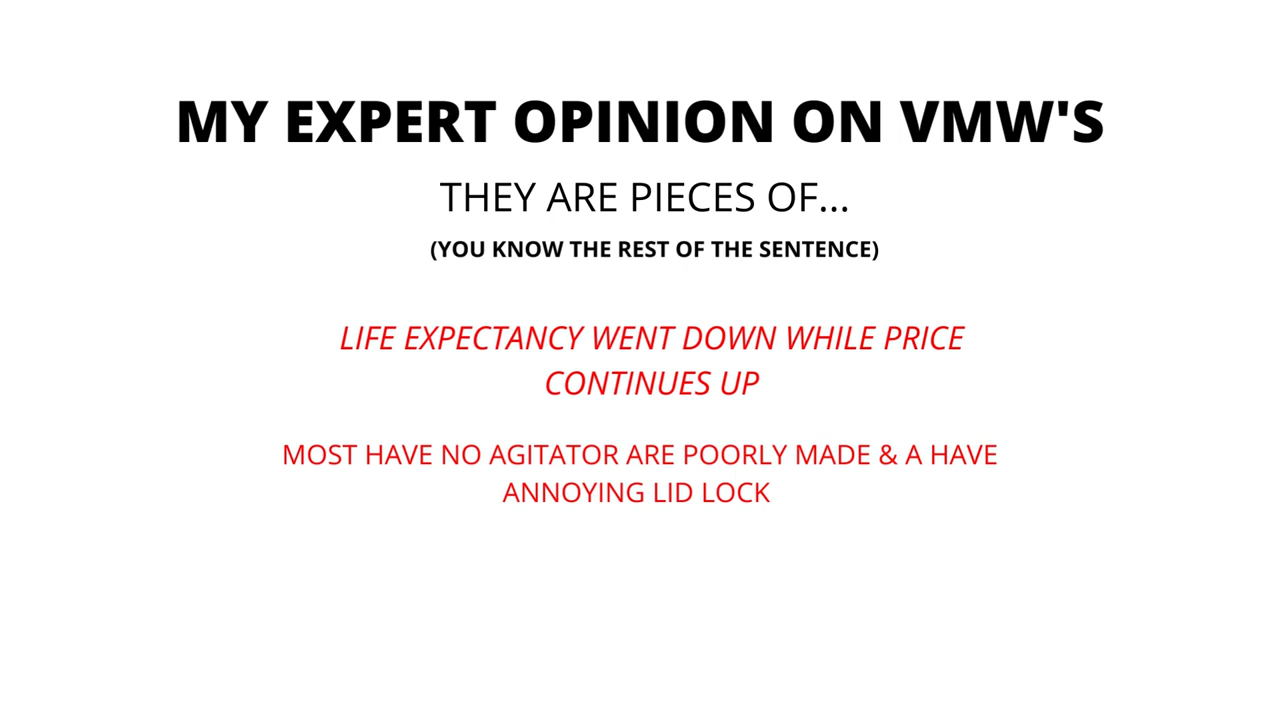 MY EXPERT OPINION ON VMW'S
THEY ARE PIECES OF...
(YOU KNOW THE REST OF THE SENTENCE)
LIFE EXPECTANCY WENT DOWN WHILE PRICE
CONTINUES UP
MOST HAVE NO AGITATOR ARE POORLY MADE & A HAVE
ANNOYING LID LOCK